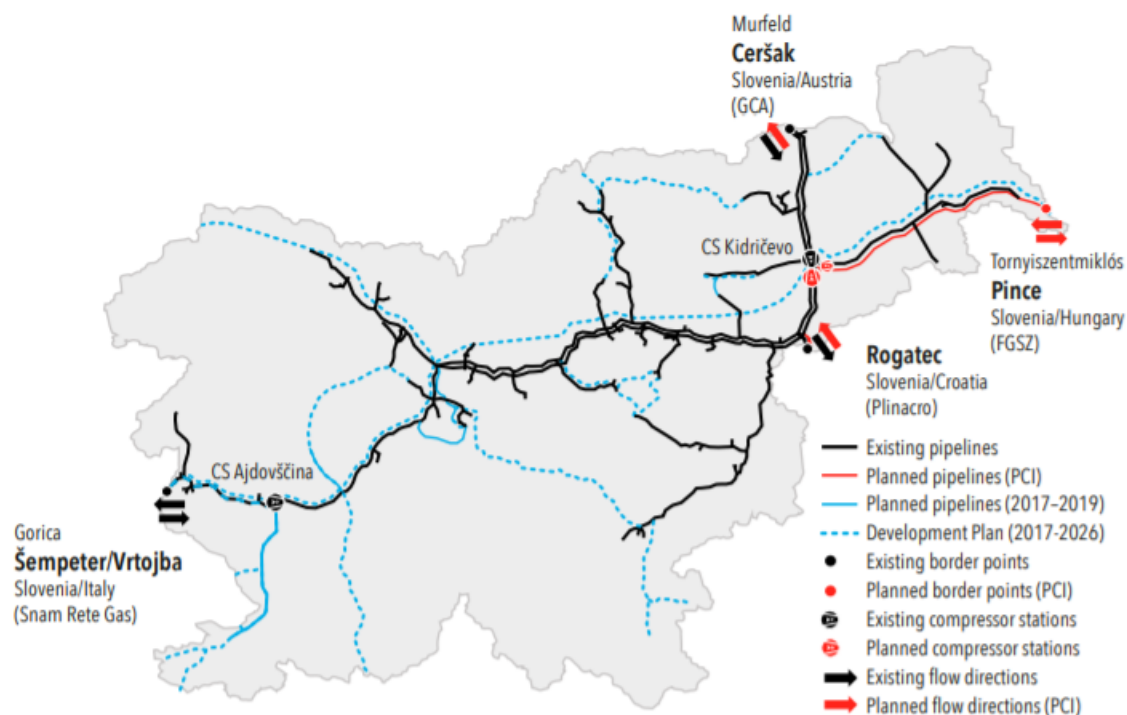 Murfeld
Ceršak
Slovenia/Austria
(GCA)
CS Kidričevo
Tornyiszentmiklós
Pince
Slovenia/Hungary
(FGSZ)
Rogatec
Slovenia/Croatia
(Plinacro)
CS Ajdovščina
Gorica
Šempeter/Vrtojba
Slovenia/Italy
(Snam Rete Gas)
Existing pipelines
Planned pipelines (PCI)
Planned pipelines (2017–2019)
Development Plan (2017-2026)
Existing border points
Planned border points (PCI)
Existing compressor stations
Planned compressor stations
Existing flow directions
Planned flow directions (PCI)